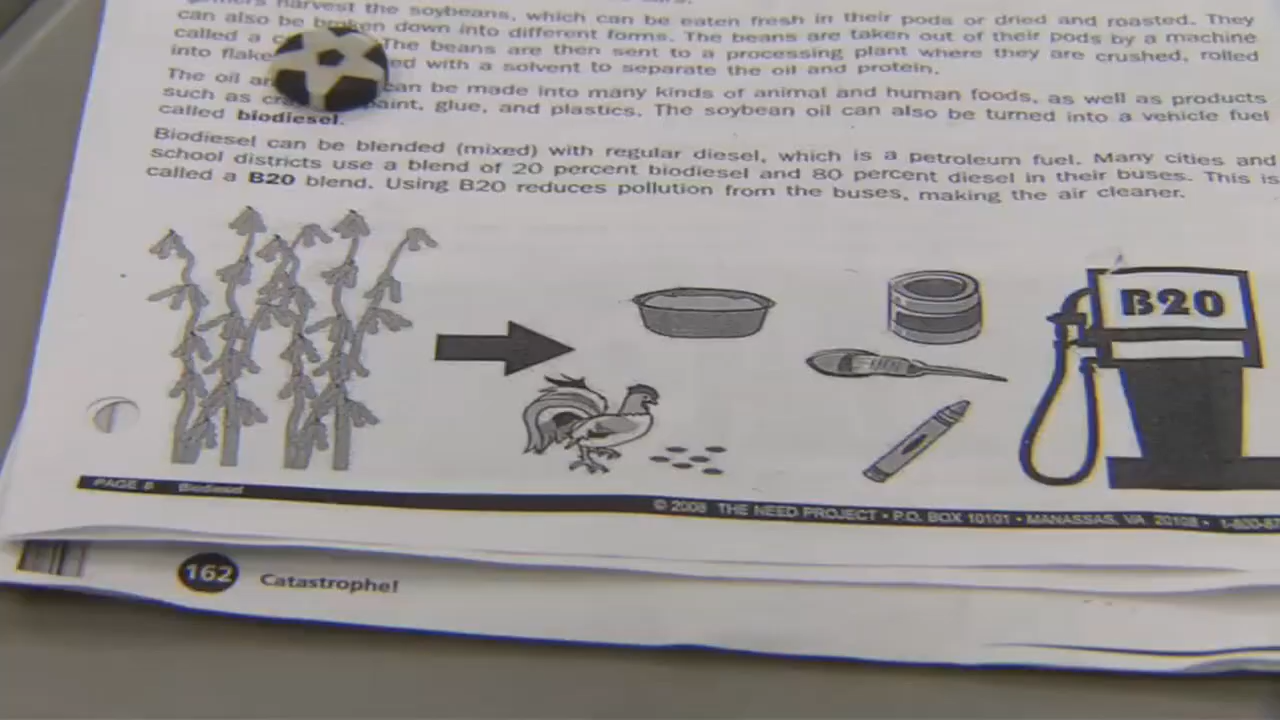 harvest the soybeans, which can be eaten fresh in their pods or dried and roasted. They
can also be broken down into different forms. The beans are taken out of their pods by a machine
called a c The beans are then sent to a processing plant where they are crushed, rolled
into flake ed with a solvent to separate the oil and protein.
The oil an can be made into many kinds of animal and human foods, as well as products
such as cr paint, glue, and plastics. The soybean oil can also be turned into a vehicle fuel
called biodiesel.
Biodiesel can be blended (mixed) with regular diesel, which is a petroleum fuel. Many cities and
school districts use a blend of 20 percent biodiesel and 80 percent diesel in their buses. This is
called a B20 blend. Using B20 reduces pollution from the buses, making the air cleaner.
B20
PAGE 8 Biodiesel © 2008 THE NEED PROJECT • P.O. BOX 10101 • MANASSAS, VA 20108 •
162 Catastrophe!